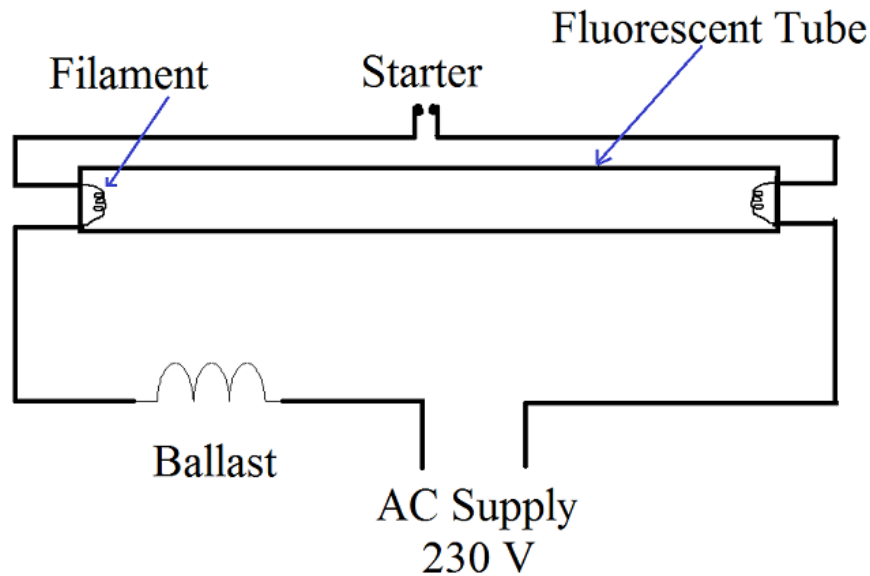 Fluorescent Tube
Filament
Starter
Ballast
AC Supply
230 V